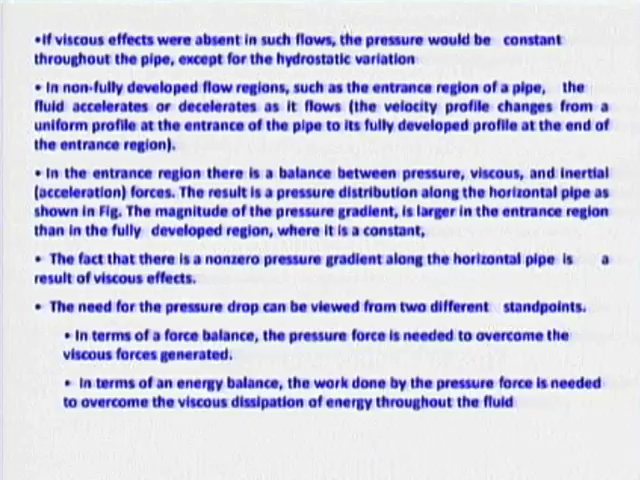 •If viscous effects were absent in such flows, the pressure would be constant
throughout the pipe, except for the hydrostatic variation
• In non-fully developed flow regions, such as the entrance region of a pipe, the
fluid accelerates or decelerates as it flows (the velocity profile changes from a
uniform profile at the entrance of the pipe to its fully developed profile at the end of
the entrance region).
• In the entrance region there is a balance between pressure, viscous, and inertial
(acceleration) forces. The result is a pressure distribution along the horizontal pipe as
shown in Fig. The magnitude of the pressure gradient, is larger in the entrance region
than in the fully developed region, where it is a constant,
• The fact that there is a nonzero pressure gradient along the horizontal pipe is a
result of viscous effects.
• The need for the pressure drop can be viewed from two different standpoints.
• In terms of a force balance, the pressure force is needed to overcome the
viscous forces generated.
• In terms of an energy balance, the work done by the pressure force is needed
to overcome the viscous dissipation of energy throughout the fluid